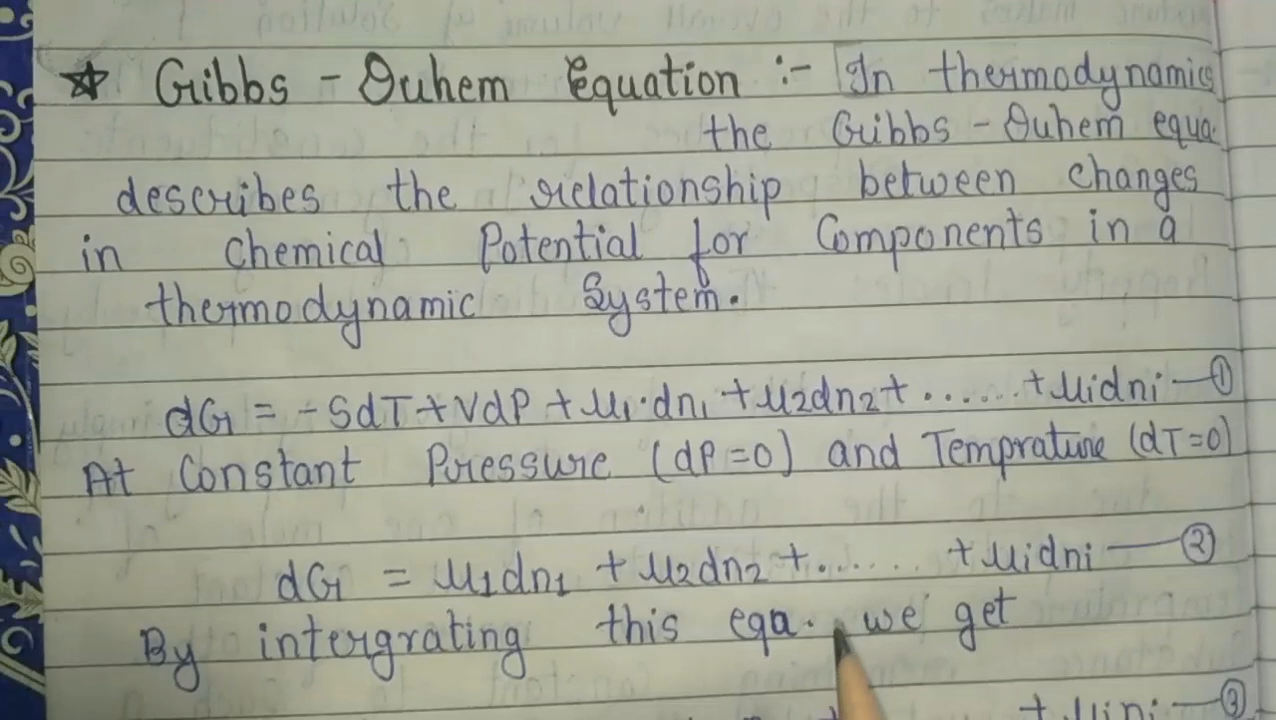 ☆ Gibbs - Duhem Equation :- In thermodynamics
the Gibbs - Duhem equa.
describes the relationship between changes
in Chemical Potential for Components in a
thermodynamic System.
dG = - SdT + VdP + μ₁·dn₁ + μ₂dn₂ + ...... + μidni — ①
At Constant Pressure (dP=0) and Temprature (dT=0)
dG = μ₁dn₁ + μ₂dn₂ + ...... + μidni — ②
By intergrating this eqa. we get
+ μini — ③